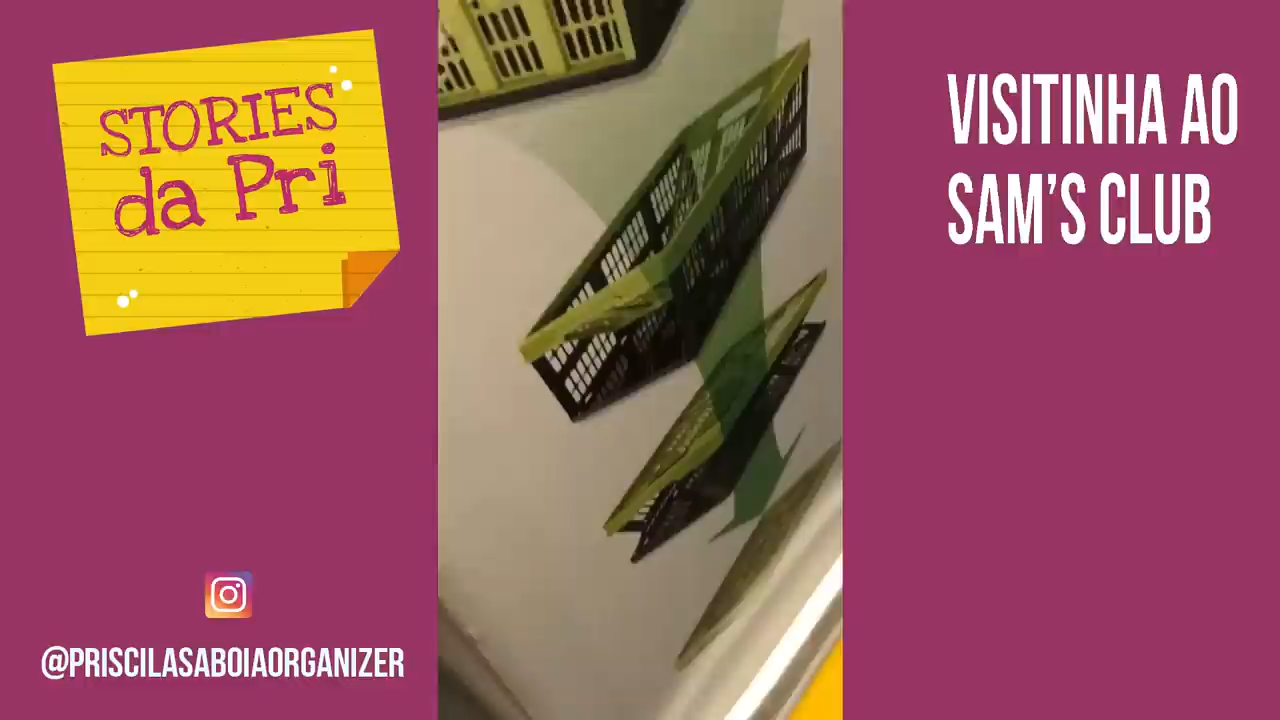 STORIES
da Pri
VISITINHA AO
SAM'S CLUB
@PRISCILASABOIAORGANIZER